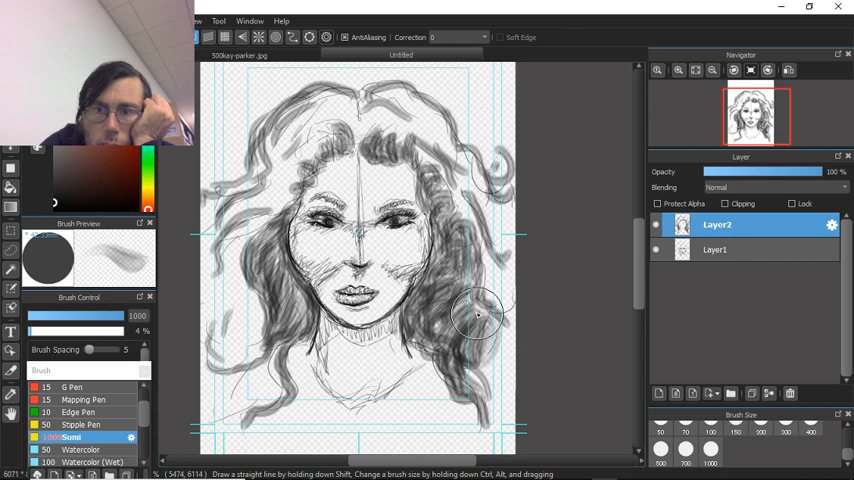 ew Tool Window Help
AntiAliasing Correction 0 Soft Edge
500kay-parker.jpg Untitled
Navigator
Layer
Opacity 100 %
Blending Normal
Protect Alpha Clipping Lock
Layer2
Layer1
Brush Preview
Brush Control
1000
4 %
Brush Spacing 5
Brush
15 G Pen
15 Mapping Pen
10 Edge Pen
50 Stipple Pen
1000 Sumi
50 Watercolor
100 Watercolor (Wet)
Brush Size
50 70 100 150 200 300 400
500 700 1000
6071 * % ( 5474, 6114 ) Draw a straight line by holding down Shift, Change a brush size by holding down Ctrl, Alt, and dragging